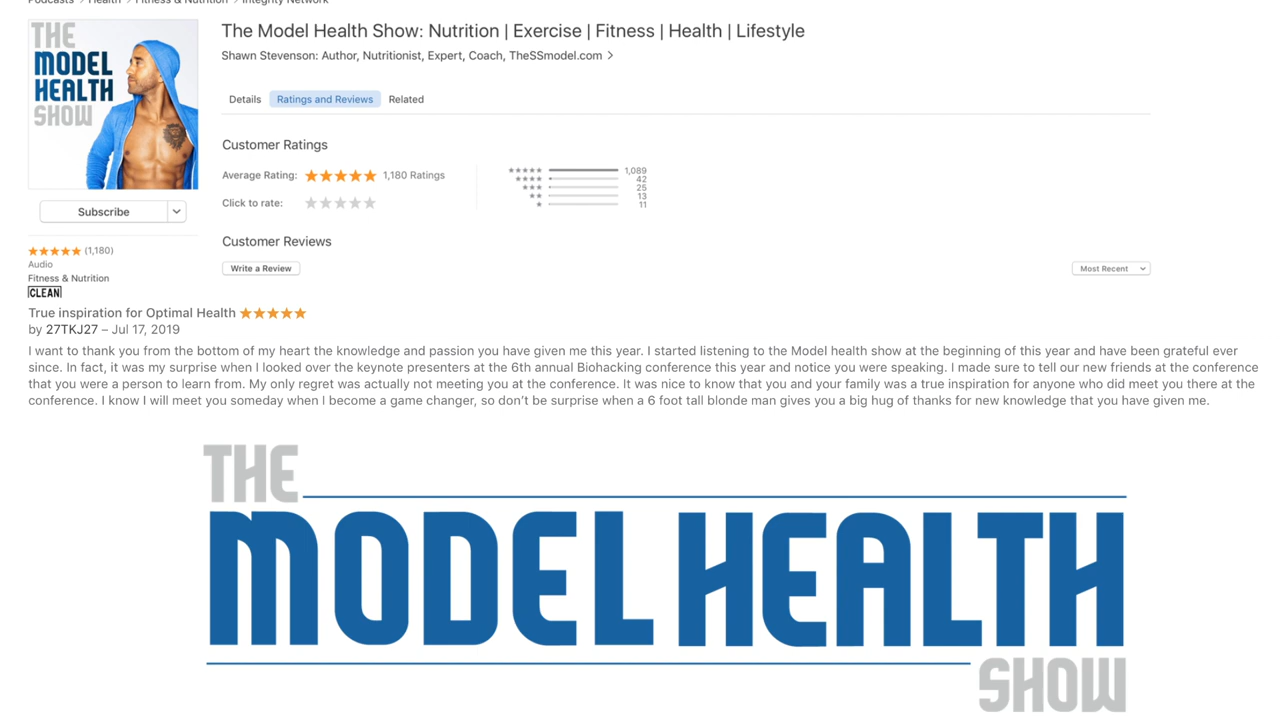 Podcasts > Health > Fitness & Nutrition > Integrity Network
THE
MODEL
HEALTH
SHOW
The Model Health Show: Nutrition | Exercise | Fitness | Health | Lifestyle
Shawn Stevenson: Author, Nutritionist, Expert, Coach, TheSSmodel.com >
Details Ratings and Reviews Related
Customer Ratings
Average Rating: ★★★★★ 1,180 Ratings
Click to rate: ★★★★★
★★★★★ 1,089
★★★★ 42
★★★ 25
★★ 13
★ 11
Subscribe
Customer Reviews
Write a Review
Most Recent
★★★★★ (1,180)
Audio
Fitness & Nutrition
CLEAN
True inspiration for Optimal Health ★★★★★
by 27TKJ27 – Jul 17, 2019
I want to thank you from the bottom of my heart the knowledge and passion you have given me this year. I started listening to the Model health show at the beginning of this year and have been grateful ever
since. In fact, it was my surprise when I looked over the keynote presenters at the 6th annual Biohacking conference this year and notice you were speaking. I made sure to tell our new friends at the conference
that you were a person to learn from. My only regret was actually not meeting you at the conference. It was nice to know that you and your family was a true inspiration for anyone who did meet you there at the
conference. I know I will meet you someday when I become a game changer, so don't be surprise when a 6 foot tall blonde man gives you a big hug of thanks for new knowledge that you have given me.
THE
MODEL HEALTH
SHOW